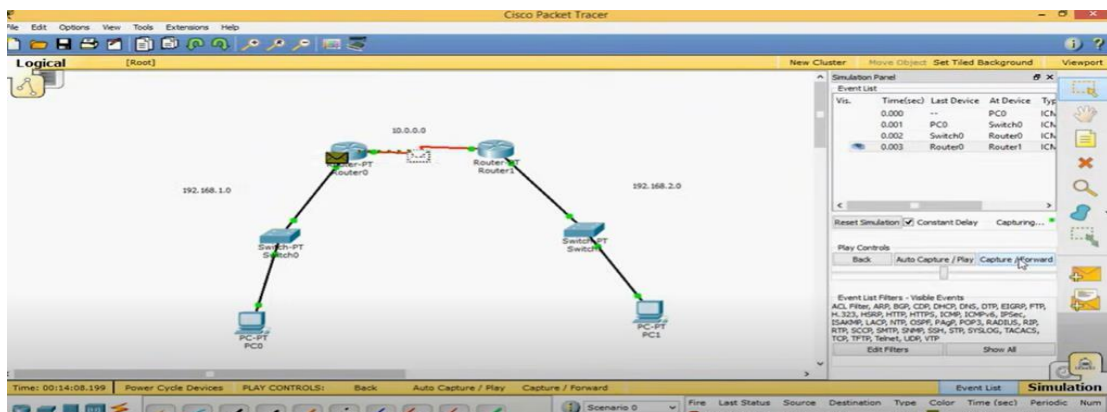 Cisco Packet Tracer
File Edit Options View Tools Extensions Help
Logical [Root] New Cluster Move Object Set Tiled Background Viewport
Simulation Panel
Event List
Vis. Time(sec) Last Device At Device Typ
0.000 -- PC0 ICM
0.001 PC0 Switch0 ICM
0.002 Switch0 Router0 ICM
0.003 Router0 Router1 ICM
10.0.0.0
Router-PT
Router0
Router-PT
Router1
192.168.1.0
192.168.2.0
Switch-PT
Switch0
Switch-PT
PC-PT
PC0
PC-PT
PC1
Reset Simulation Constant Delay Capturing...
Play Controls
Back Auto Capture / Play Capture / Forward
Event List Filters - Visible Events
ACL Filter, ARP, BGP, CDP, DHCP, DNS, DTP, EIGRP, FTP,
H.323, HSRP, HTTP, HTTPS, ICMP, ICMPv6, IPSec,
ISAKMP, LACP, NTP, OSPF, PAgP, POP3, RADIUS, RIP,
RTP, SCCP, SMTP, SNMP, SSH, STP, SYSLOG, TACACS,
TCP, TFTP, Telnet, UDP, VTP
Edit Filters Show All
Time: 00:14:08.199 Power Cycle Devices PLAY CONTROLS: Back Auto Capture / Play Capture / Forward Event List Simulation
Scenario 0 Fire Last Status Source Destination Type Color Time (sec) Periodic Num